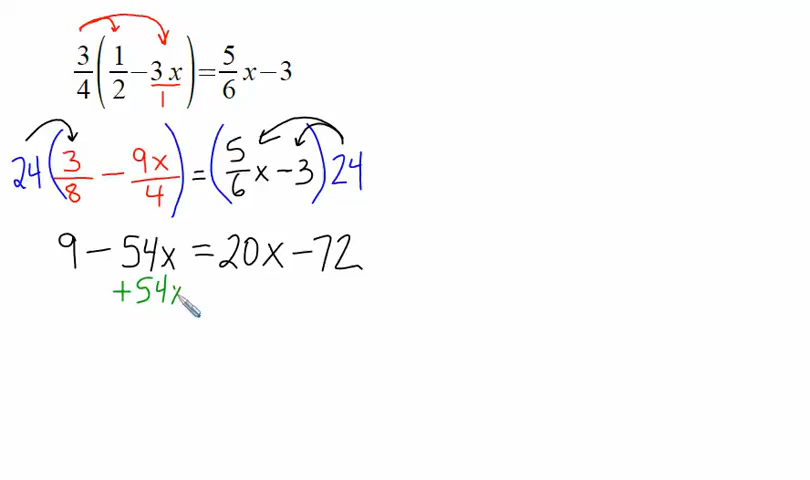 3/4(1/2−3x)=5/6x−3
1
24(3/8 − 9x/4) = (5/6x −3)24
9 − 54x = 20x −72
+54x